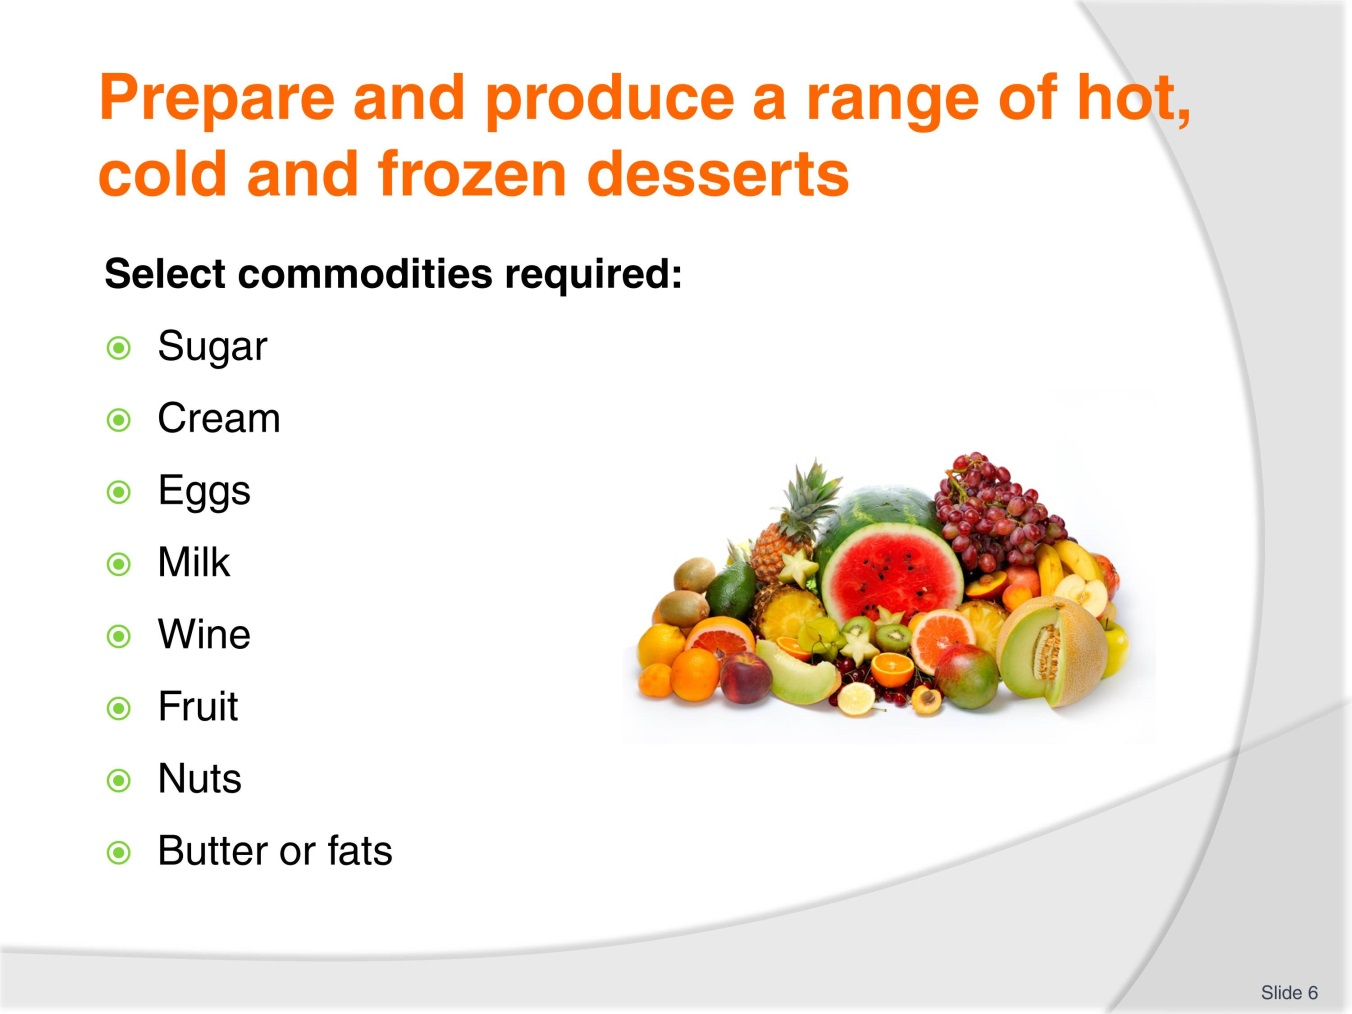 Prepare and produce a range of hot,
cold and frozen desserts
Select commodities required:
Sugar
Cream
Eggs
Milk
Wine
Fruit
Nuts
Butter or fats
Slide 6